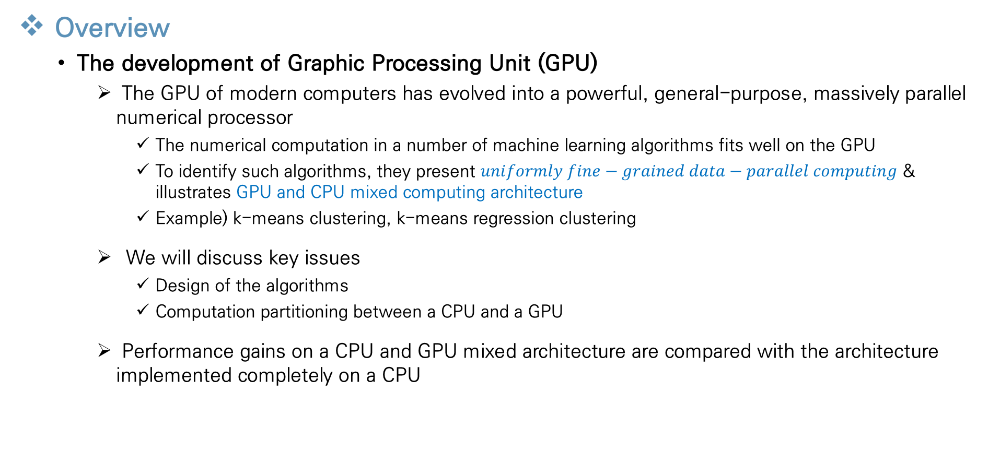 ❖ Overview
• The development of Graphic Processing Unit (GPU)
➢ The GPU of modern computers has evolved into a powerful, general-purpose, massively parallel
numerical processor
✓ The numerical computation in a number of machine learning algorithms fits well on the GPU
✓ To identify such algorithms, they present uniformly fine − grained data − parallel computing &
illustrates GPU and CPU mixed computing architecture
✓ Example) k-means clustering, k-means regression clustering
➢ We will discuss key issues
✓ Design of the algorithms
✓ Computation partitioning between a CPU and a GPU
➢ Performance gains on a CPU and GPU mixed architecture are compared with the architecture
implemented completely on a CPU